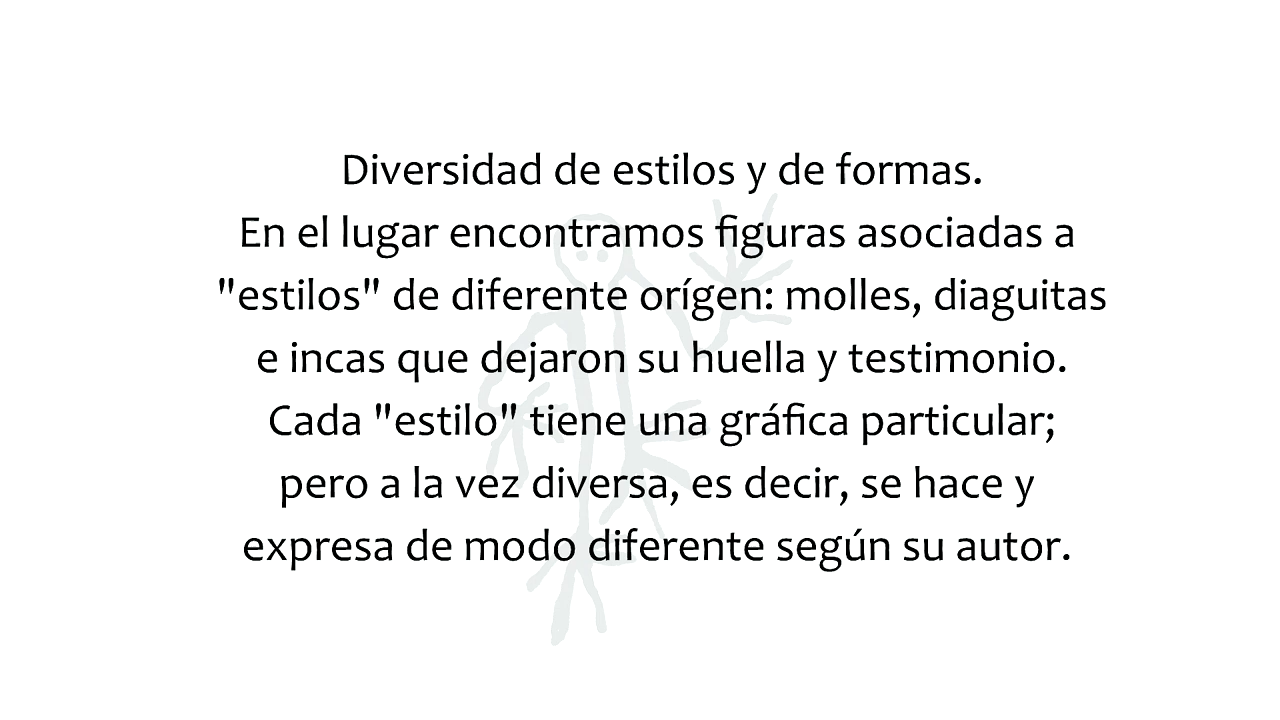 Diversidad de estilos y de formas.
En el lugar encontramos figuras asociadas a
"estilos" de diferente orígen: molles, diaguitas
e incas que dejaron su huella y testimonio.
Cada "estilo" tiene una gráfica particular;
pero a la vez diversa, es decir, se hace y
expresa de modo diferente según su autor.